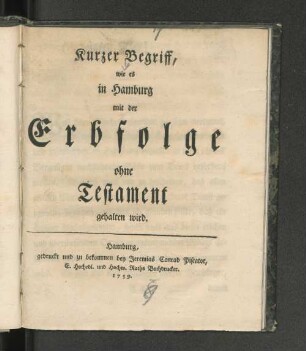 Kurzer Begriff,
wie es
in Hamburg
mit der
Erbfolge
ohne
Testament
gehalten wird.
Hamburg,
gedruckt und zu bekommen bey Jeremias Conrad Piscator,
E. Hochedl. und Hochw. Raths Buchdrucker.
1759.